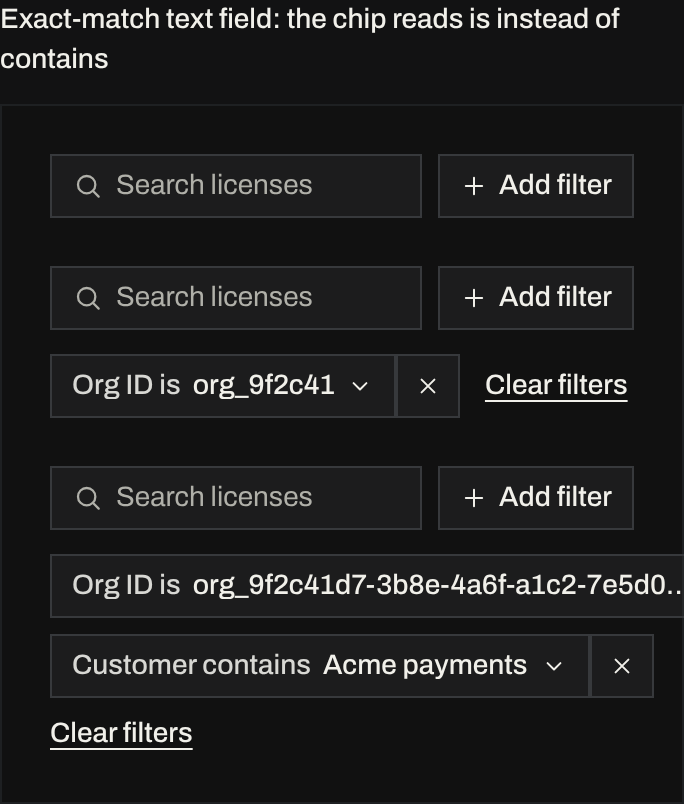 Exact-match text field: the chip reads is instead of
contains
Search licenses
Add filter
Search licenses
Add filter
Org ID is org_9f2c41
Clear filters
Search licenses
Add filter
Org ID is org_9f2c41d7-3b8e-4a6f-a1c2-7e5d0...
Customer contains Acme payments
Clear filters